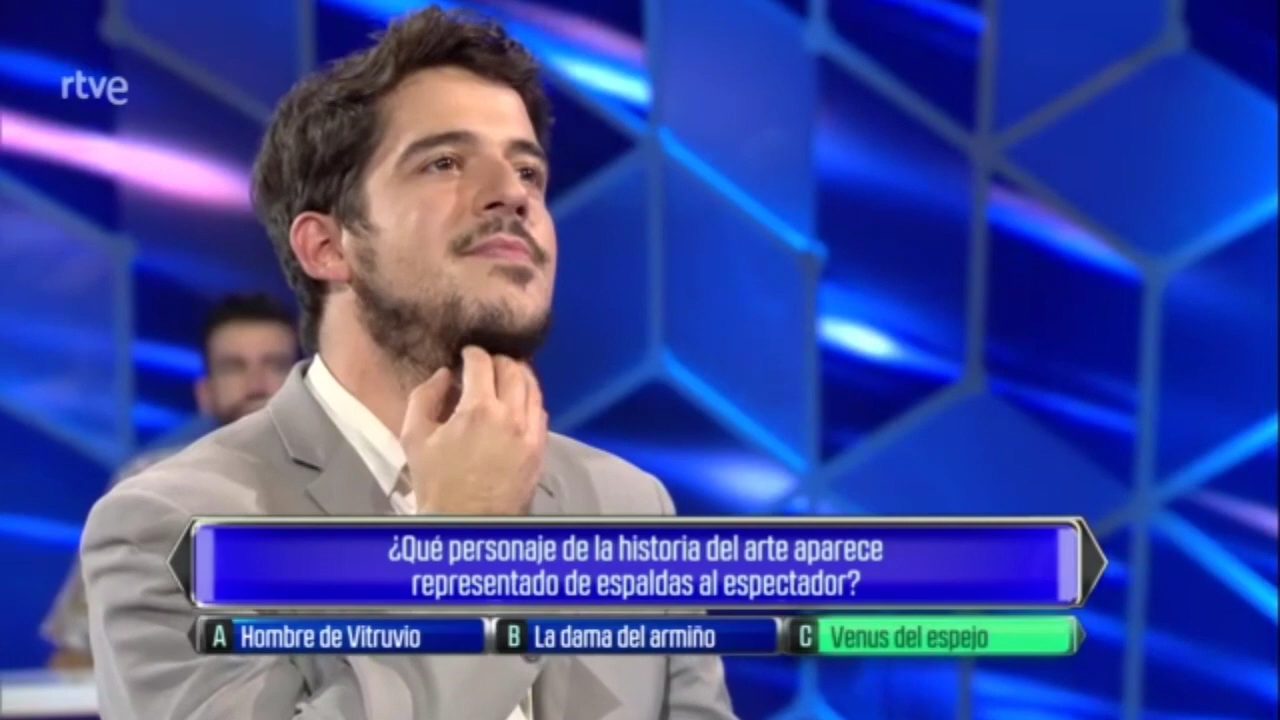 rtve
¿Qué personaje de la historia del arte aparece
representado de espaldas al espectador?
A Hombre de Vitruvio B La dama del armiño C Venus del espejo